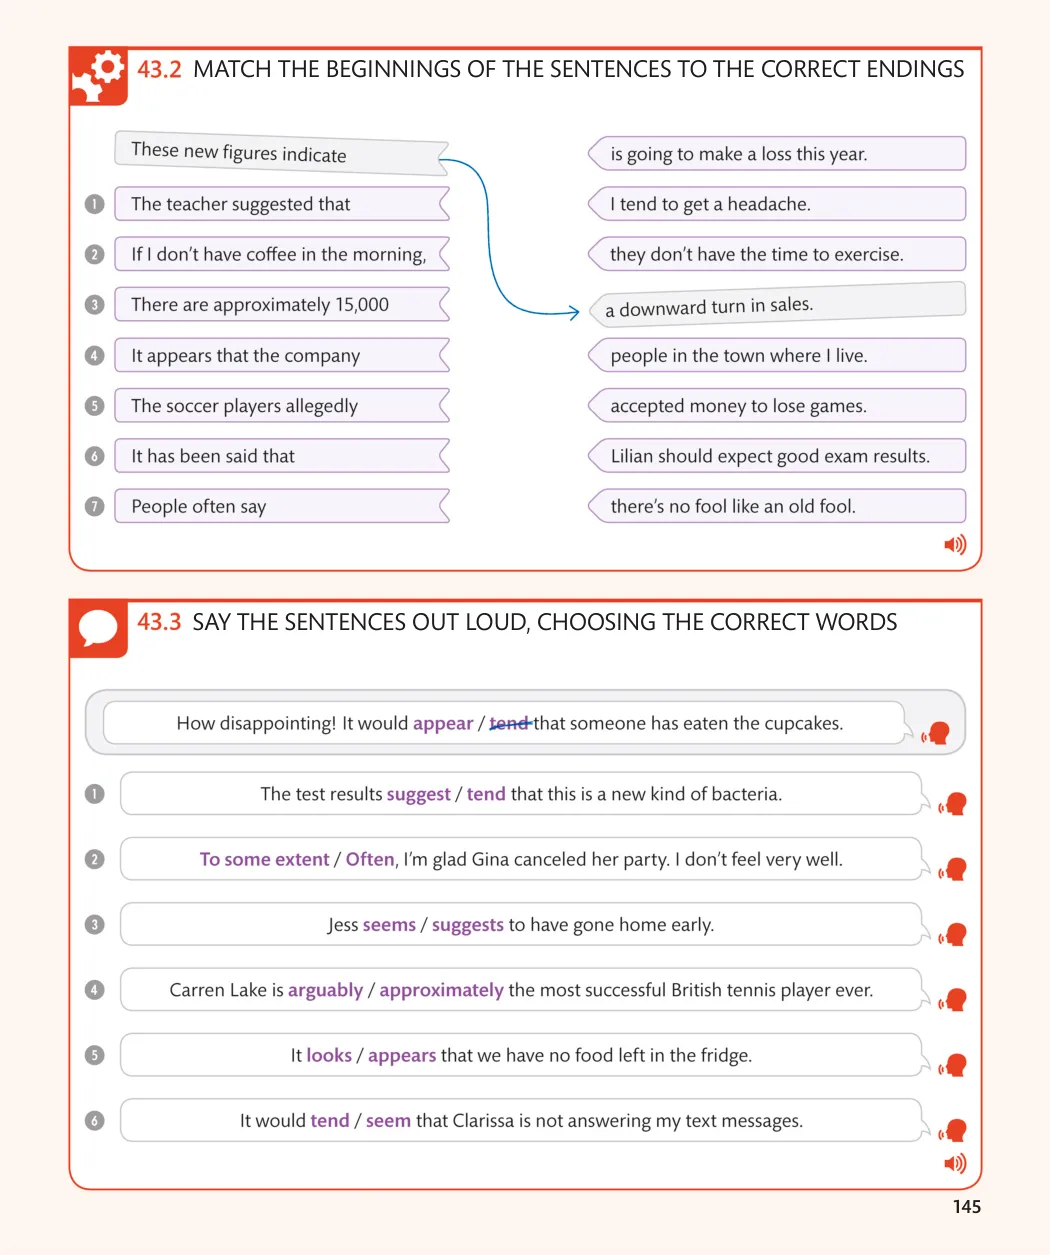 43.2 MATCH THE BEGINNINGS OF THE SENTENCES TO THE CORRECT ENDINGS
These new figures indicate
1 The teacher suggested that
2 If I don’t have coffee in the morning,
3 There are approximately 15,000
4 It appears that the company
5 The soccer players allegedly
6 It has been said that
7 People often say
is going to make a loss this year.
I tend to get a headache.
they don’t have the time to exercise.
a downward turn in sales.
people in the town where I live.
accepted money to lose games.
Lilian should expect good exam results.
there’s no fool like an old fool.
43.3 SAY THE SENTENCES OUT LOUD, CHOOSING THE CORRECT WORDS
How disappointing! It would appear / tend that someone has eaten the cupcakes.
1 The test results suggest / tend that this is a new kind of bacteria.
2 To some extent / Often, I’m glad Gina canceled her party. I don’t feel very well.
3 Jess seems / suggests to have gone home early.
4 Carren Lake is arguably / approximately the most successful British tennis player ever.
5 It looks / appears that we have no food left in the fridge.
6 It would tend / seem that Clarissa is not answering my text messages.
145